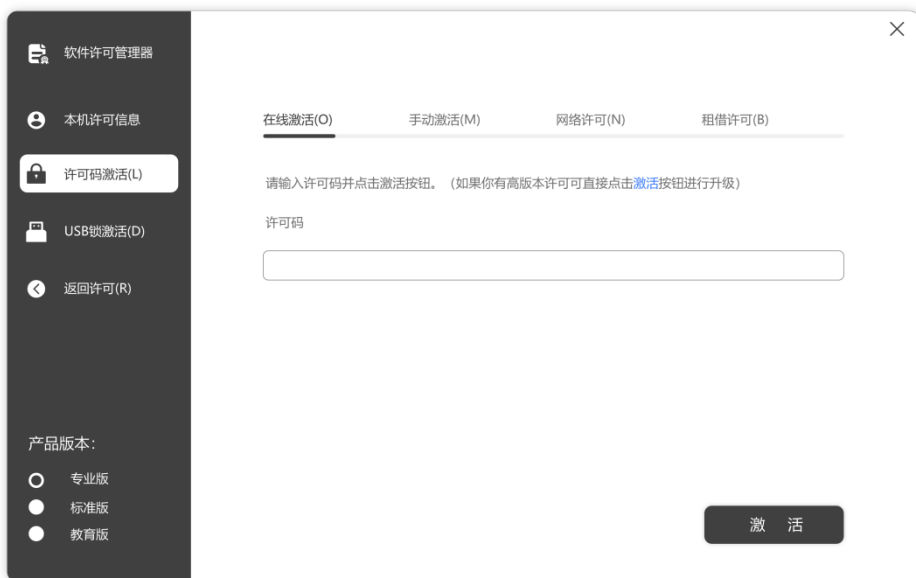 软件许可管理器
本机许可信息
许可码激活(L)
USB锁激活(D)
返回许可(R)
产品版本：
专业版
标准版
教育版
在线激活(O) 手动激活(M) 网络许可(N) 租借许可(B)
请输入许可码并点击激活按钮。（如果你有高版本许可可直接点击激活按钮进行升级）
许可码
激 活